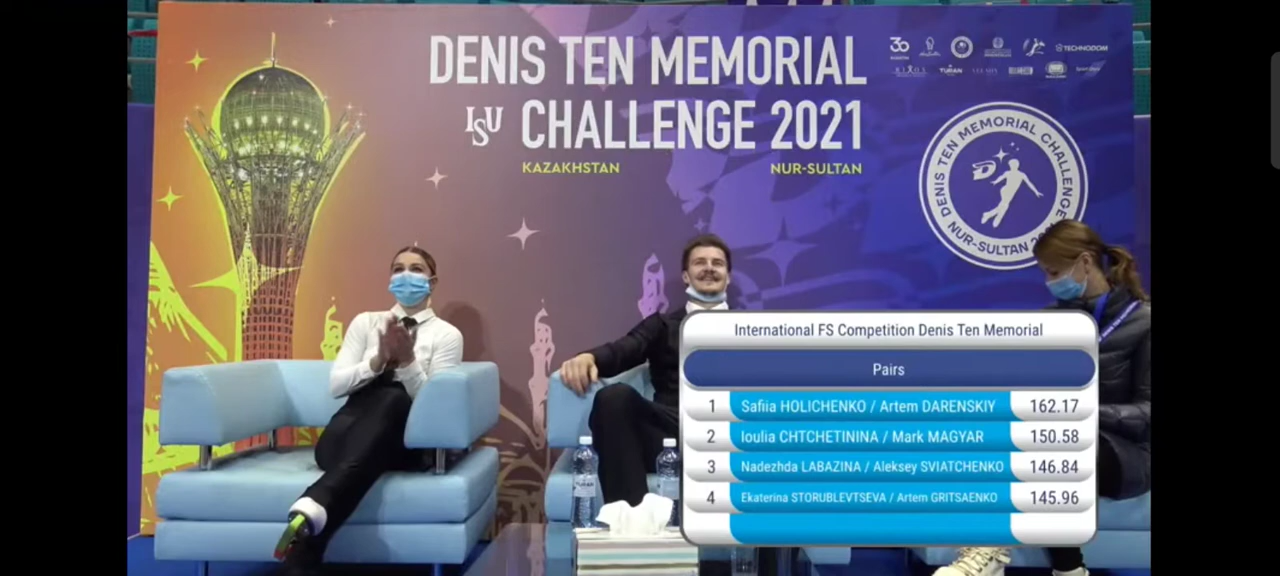 DENIS TEN MEMORIAL
ISU CHALLENGE 2021
KAZAKHSTAN NUR-SULTAN
30
TECHNODOM
TURAN
DENIS TEN MEMORIAL CHALLENGE
D
NUR-SULTAN
International FS Competition Denis Ten Memorial
Pairs
1 Safiia HOLICHENKO / Artem DARENSKIY 162.17
2 Ioulia CHTCHETININA / Mark MAGYAR 150.58
3 Nadezhda LABAZINA / Aleksey SVIATCHENKO 146.84
4 Ekaterina STORUBLEVTSEVA / Artem GRITSAENKO 145.96